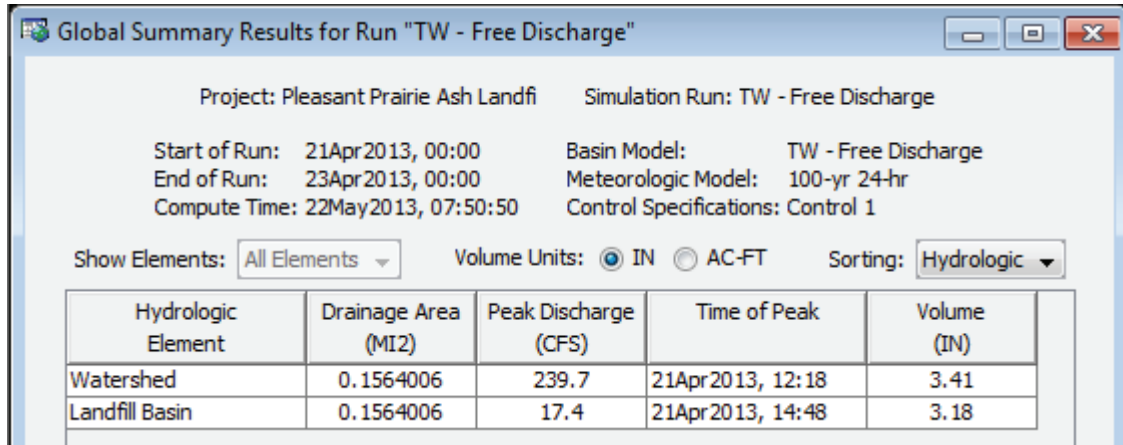 Global Summary Results for Run "TW - Free Discharge"
Project: Pleasant Prairie Ash Landfi Simulation Run: TW - Free Discharge
Start of Run: 21Apr2013, 00:00 Basin Model: TW - Free Discharge
End of Run: 23Apr2013, 00:00 Meteorologic Model: 100-yr 24-hr
Compute Time: 22May2013, 07:50:50 Control Specifications: Control 1
Show Elements: All Elements Volume Units: IN AC-FT Sorting: Hydrologic
Hydrologic Drainage Area Peak Discharge Time of Peak Volume
Element (MI2) (CFS) (IN)
Watershed 0.1564006 239.7 21Apr2013, 12:18 3.41
Landfill Basin 0.1564006 17.4 21Apr2013, 14:48 3.18